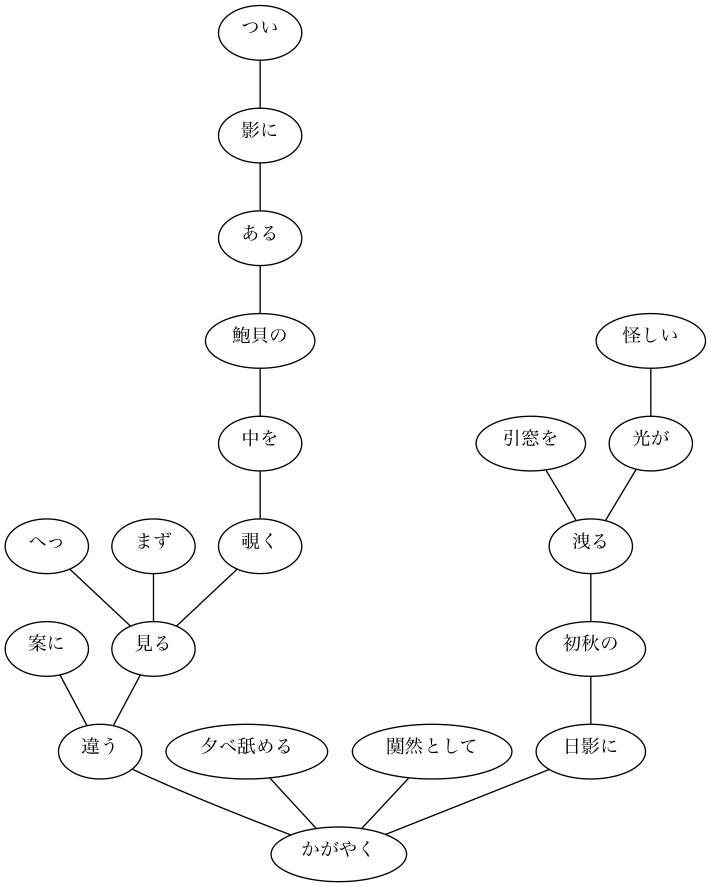 つい
影に
ある
鮑貝の
怪しい
中を
引窓を
光が
へっ
まず
覗く
洩る
案に
見る
初秋の
違う
夕べ舐める
闃然として
日影に
かがやく